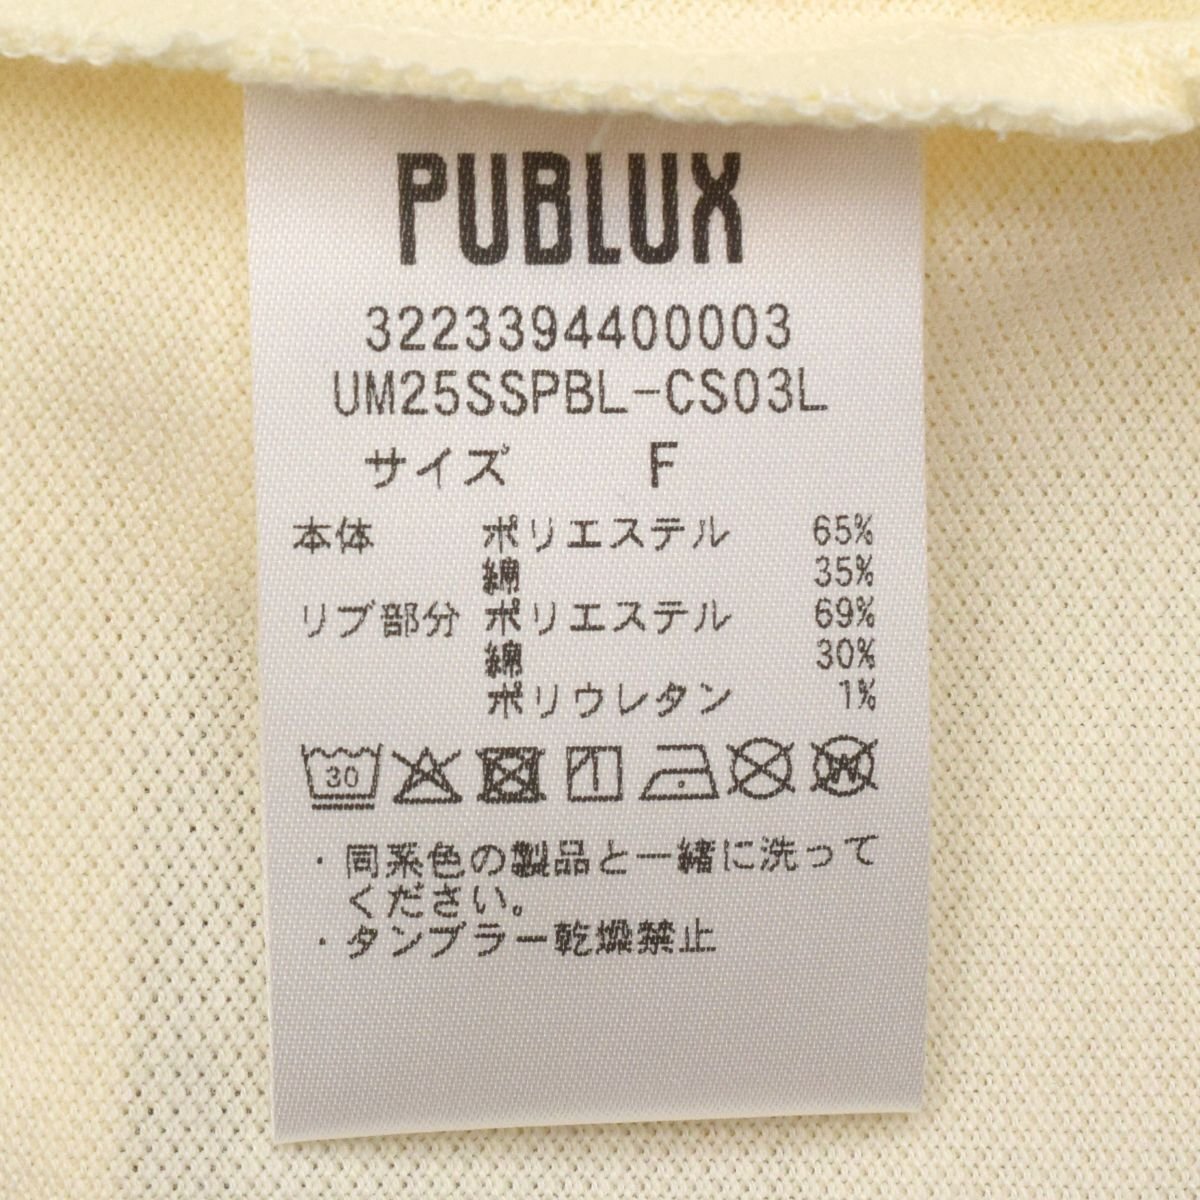 PUBLUX
3223394400003
UM25SSPBL-CS03L
サイズ F
本体 ポリエステル 65%
綿 35%
リブ部分 ポリエステル 69%
綿 30%
ポリウレタン 1%
30 W
・同系色の製品と一緒に洗って
ください。
・タンブラー乾燥禁止